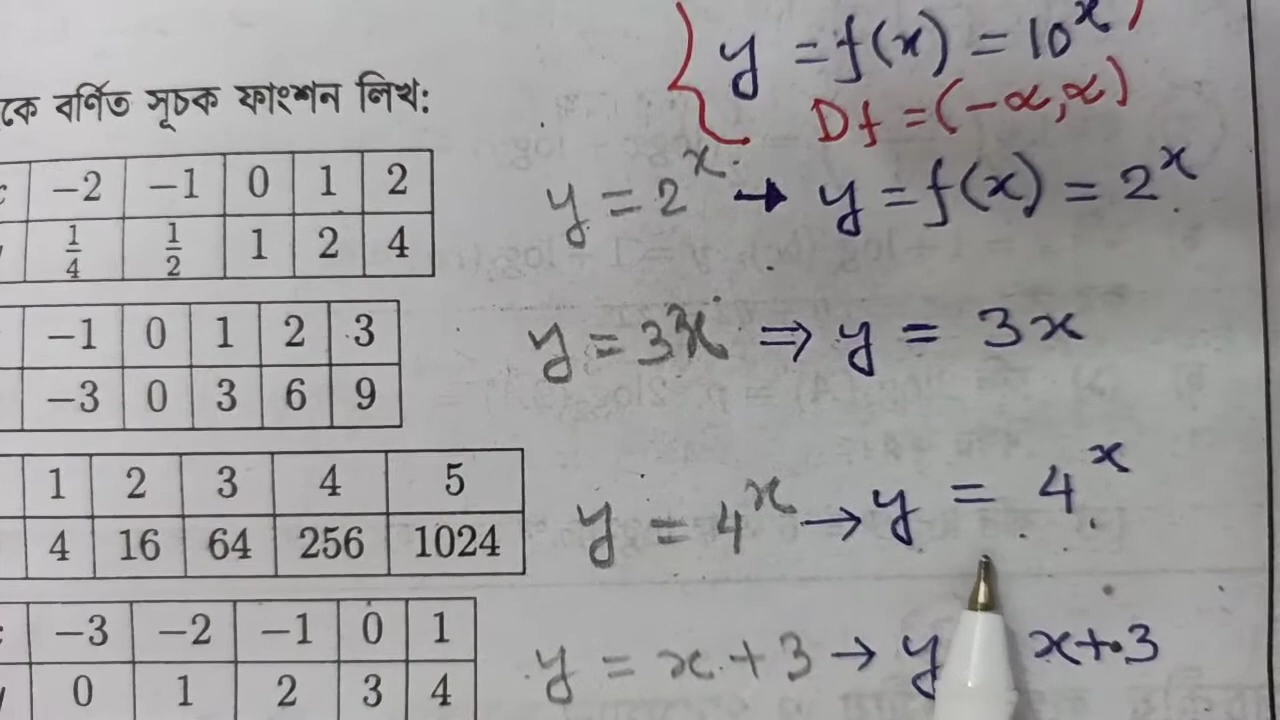 y = f(x) = 10^x
Df = (-∝, ∝)
কে বর্ণিত সূচক ফাংশন লিখ:
-2 -1 0 1 2
1/4 1/2 1 2 4
y = 2^x → y = f(x) = 2^x
-1 0 1 2 3
-3 0 3 6 9
y = 3x ⇒ y = 3x
1 2 3 4 5
4 16 64 256 1024
y = 4^x → y = 4^x
-3 -2 -1 0 1
0 1 2 3 4
y = x + 3 → y x + 3